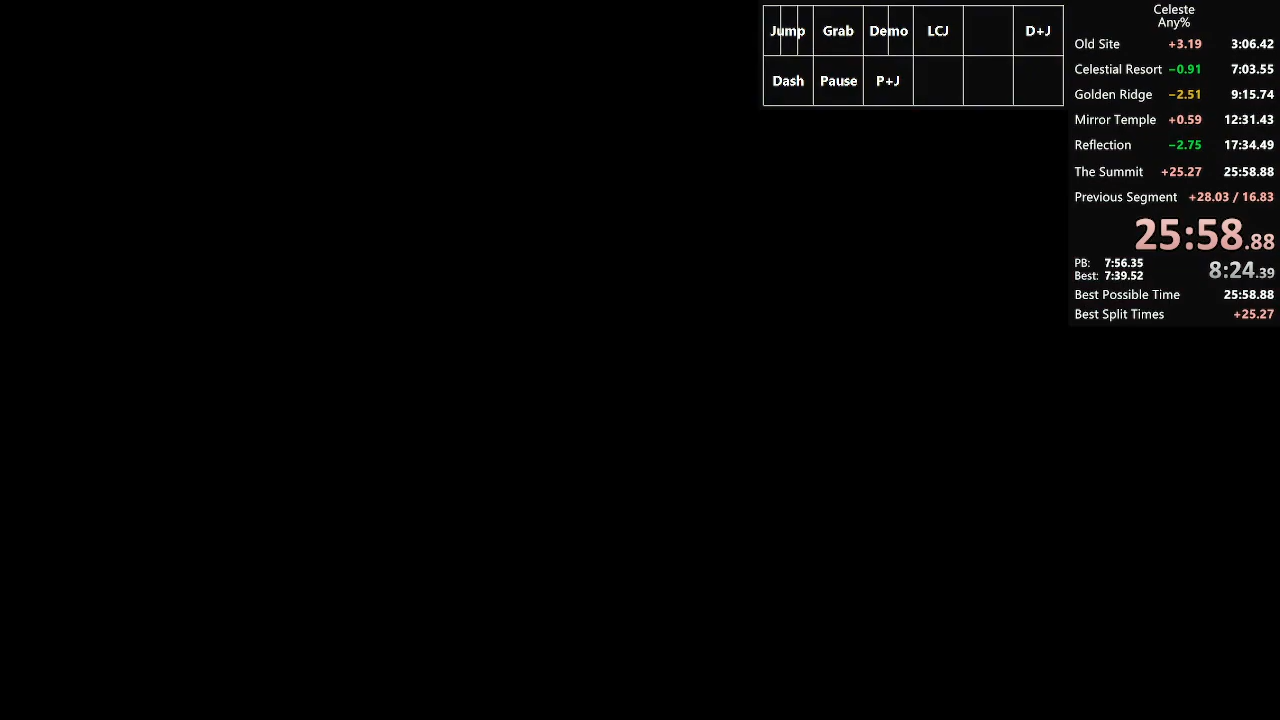 Jump Grab Demo LCJ D+J
Dash Pause P+J
Celeste
Any%
Old Site +3.19 3:06.42
Celestial Resort −0.91 7:03.55
Golden Ridge −2.51 9:15.74
Mirror Temple +0.59 12:31.43
Reflection −2.75 17:34.49
The Summit +25.27 25:58.88
Previous Segment +28.03 / 16.83
25:58.88
PB: 7:56.35
Best: 7:39.52
8:24.39
Best Possible Time 25:58.88
Best Split Times +25.27